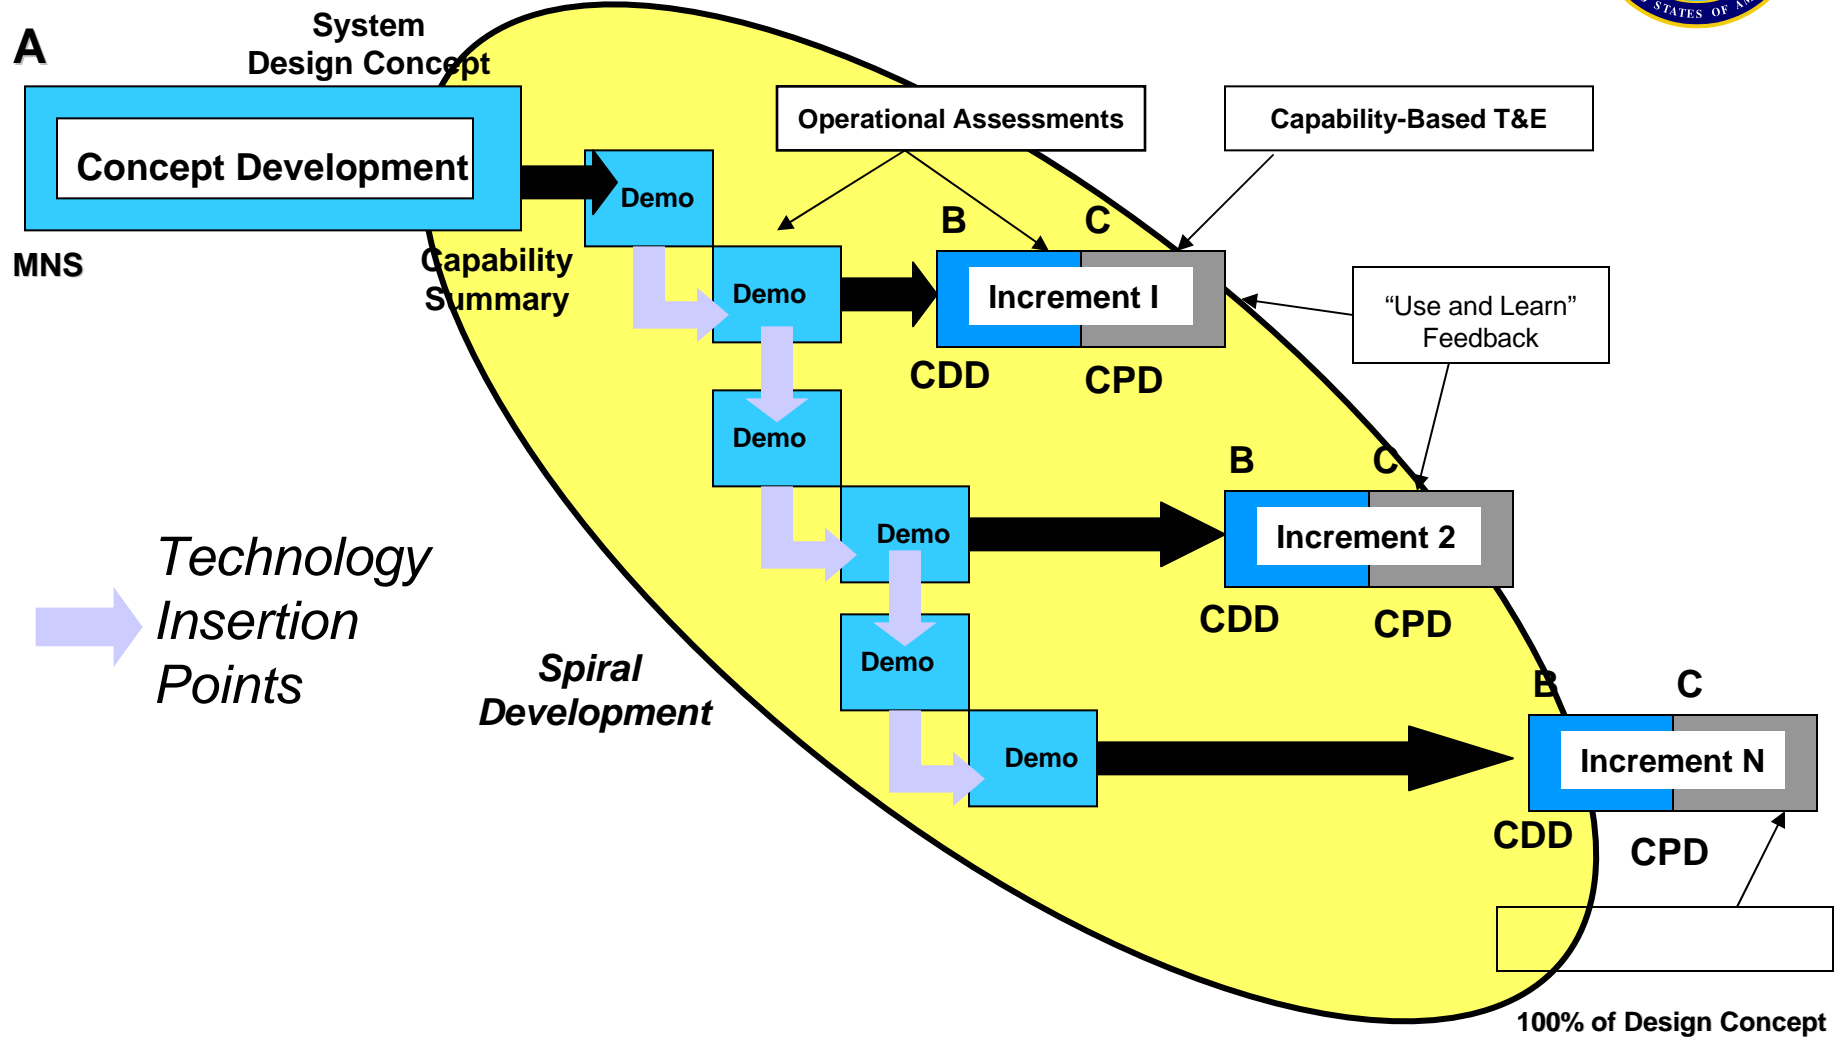 STATES OF
System
Design Concept
A
Concept Development
MNS
Capability
Summary
Operational Assessments
Capability-Based T&E
Demo
B
C
Demo
Increment I
CDD
CPD
“Use and Learn”
Feedback
Demo
B
C
Demo
Increment 2
CDD
CPD
Technology
Insertion
Points
Spiral
Development
Demo
B
C
Demo
Increment N
CDD
CPD
100% of Design Concept